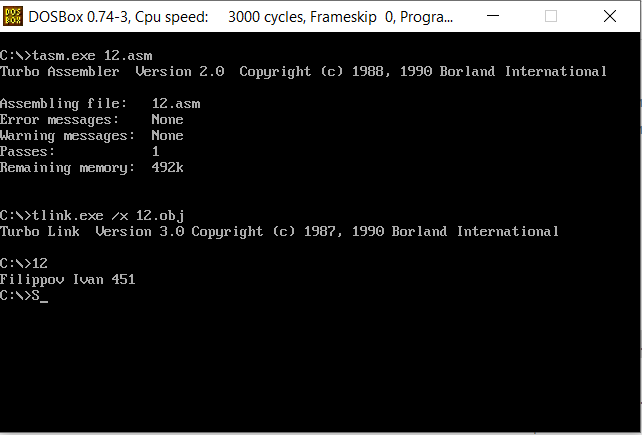 DOS BOX DOSBox 0.74-3, Cpu speed: 3000 cycles, Frameskip 0, Progra...
C:\>tasm.exe 12.asm
Turbo Assembler Version 2.0 Copyright (c) 1988, 1990 Borland International
Assembling file: 12.asm
Error messages: None
Warning messages: None
Passes: 1
Remaining memory: 492k
C:\>tlink.exe /x 12.obj
Turbo Link Version 3.0 Copyright (c) 1987, 1990 Borland International
C:\>12
Filippov Ivan 451
C:\>S_